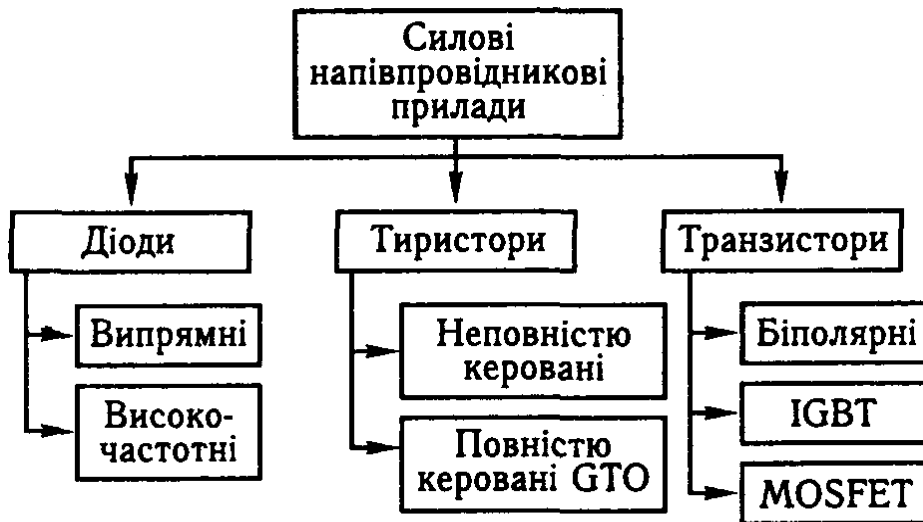 Силові
напівпровідникові
прилади
Діоди
Тиристори
Транзистори
Випрямні
Високо-
частотні
Неповністю
керовані
Повністю
керовані GTO
Біполярні
IGBT
MOSFET